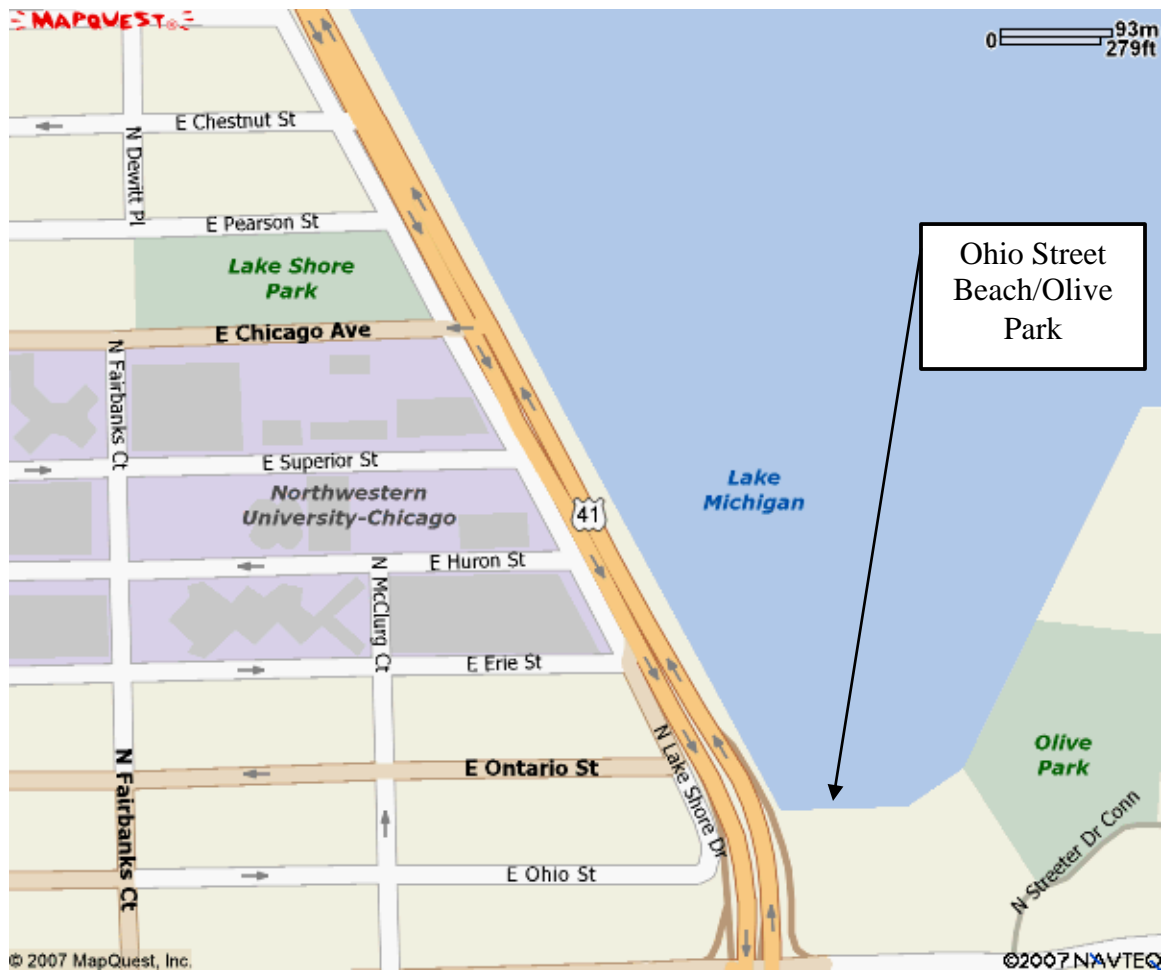 MAPQUEST
®
0
93m
279ft
E Chestnut St
N Dewitt Pl
E Pearson St
Lake Shore
Park
E Chicago Ave
N Fairbanks Ct
Ohio Street
Beach/Olive
Park
E Superior St
Northwestern
University-Chicago
Lake
Michigan
41
E Huron St
N McClurg Ct
E Erie St
N Lake Shore Dr
Olive
Park
E Ontario St
N Fairbanks Ct
E Ohio St
N Streeter Dr Conn
© 2007 MapQuest, Inc.
©2007 NAVTEQ